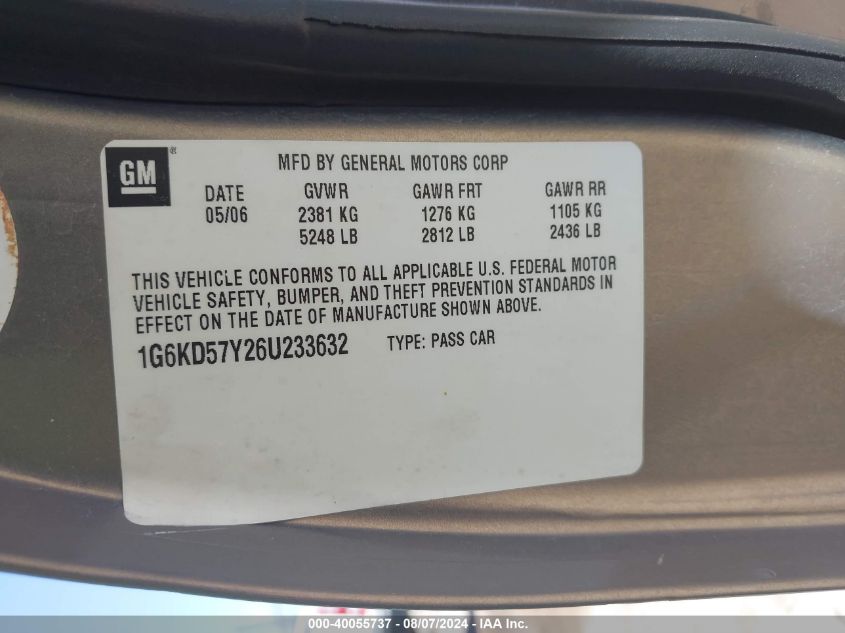 GM®
MFD BY GENERAL MOTORS CORP
DATE GVWR GAWR FRT GAWR RR
05/06 2381 KG 1276 KG 1105 KG
5248 LB 2812 LB 2436 LB
THIS VEHICLE CONFORMS TO ALL APPLICABLE U.S. FEDERAL MOTOR
VEHICLE SAFETY, BUMPER, AND THEFT PREVENTION STANDARDS IN
EFFECT ON THE DATE OF MANUFACTURE SHOWN ABOVE.
1G6KD57Y26U233632 TYPE: PASS CAR
000-40055737 - 08/07/2024 - IAA Inc.